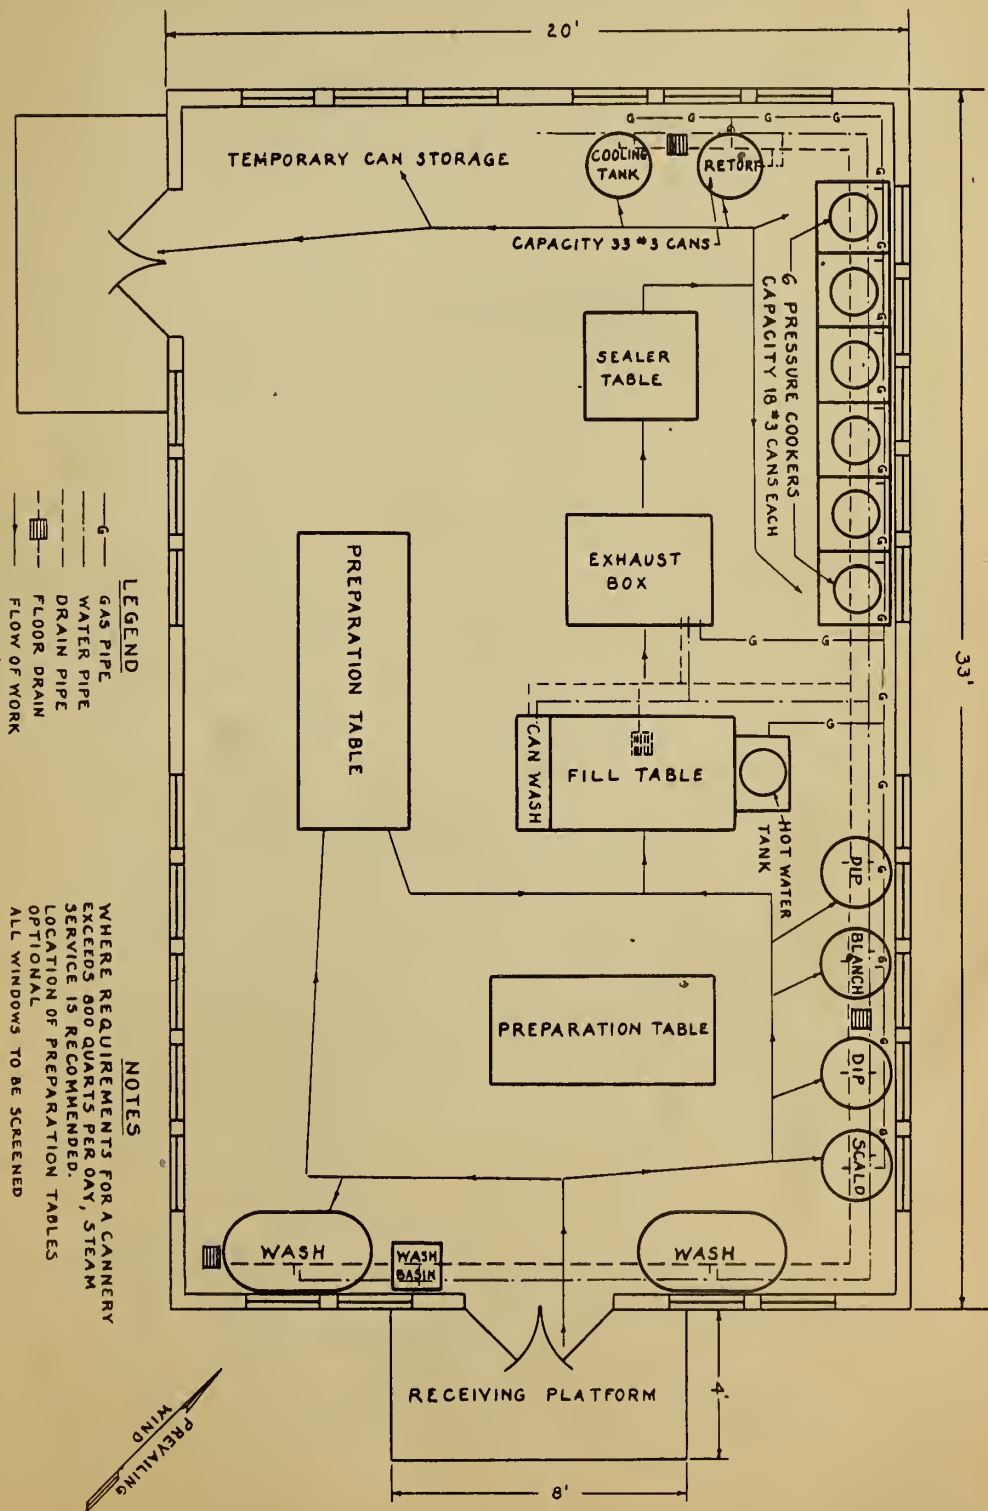 20'
TEMPORARY CAN STORAGE
COOLING
TANK
RETORT
CAPACITY 33 #3 CANS
G G G G
6 PRESSURE COOKERS
CAPACITY 18 #3 CANS EACH
G G G G G G G
SEALER
TABLE
33'
EXHAUST
BOX
G G G
PREPARATION TABLE
CAN WASH
FILL TABLE
G
HOT WATER
TANK
G G
DIP
G
BLANCH
G
PREPARATION TABLE
DIP
G
SCALD
G
WASH
WASH
BASIN
WASH
RECEIVING PLATFORM
4'
8'
LEGEND
G GAS PIPE
WATER PIPE
DRAIN PIPE
FLOOR DRAIN
FLOW OF WORK
NOTES
WHERE REQUIREMENTS FOR A CANNERY
EXCEEDS 800 QUARTS PER DAY, STEAM
SERVICE IS RECOMMENDED.
LOCATION OF PREPARATION TABLES
OPTIONAL
ALL WINDOWS TO BE SCREENED
PREVAILING
WIND